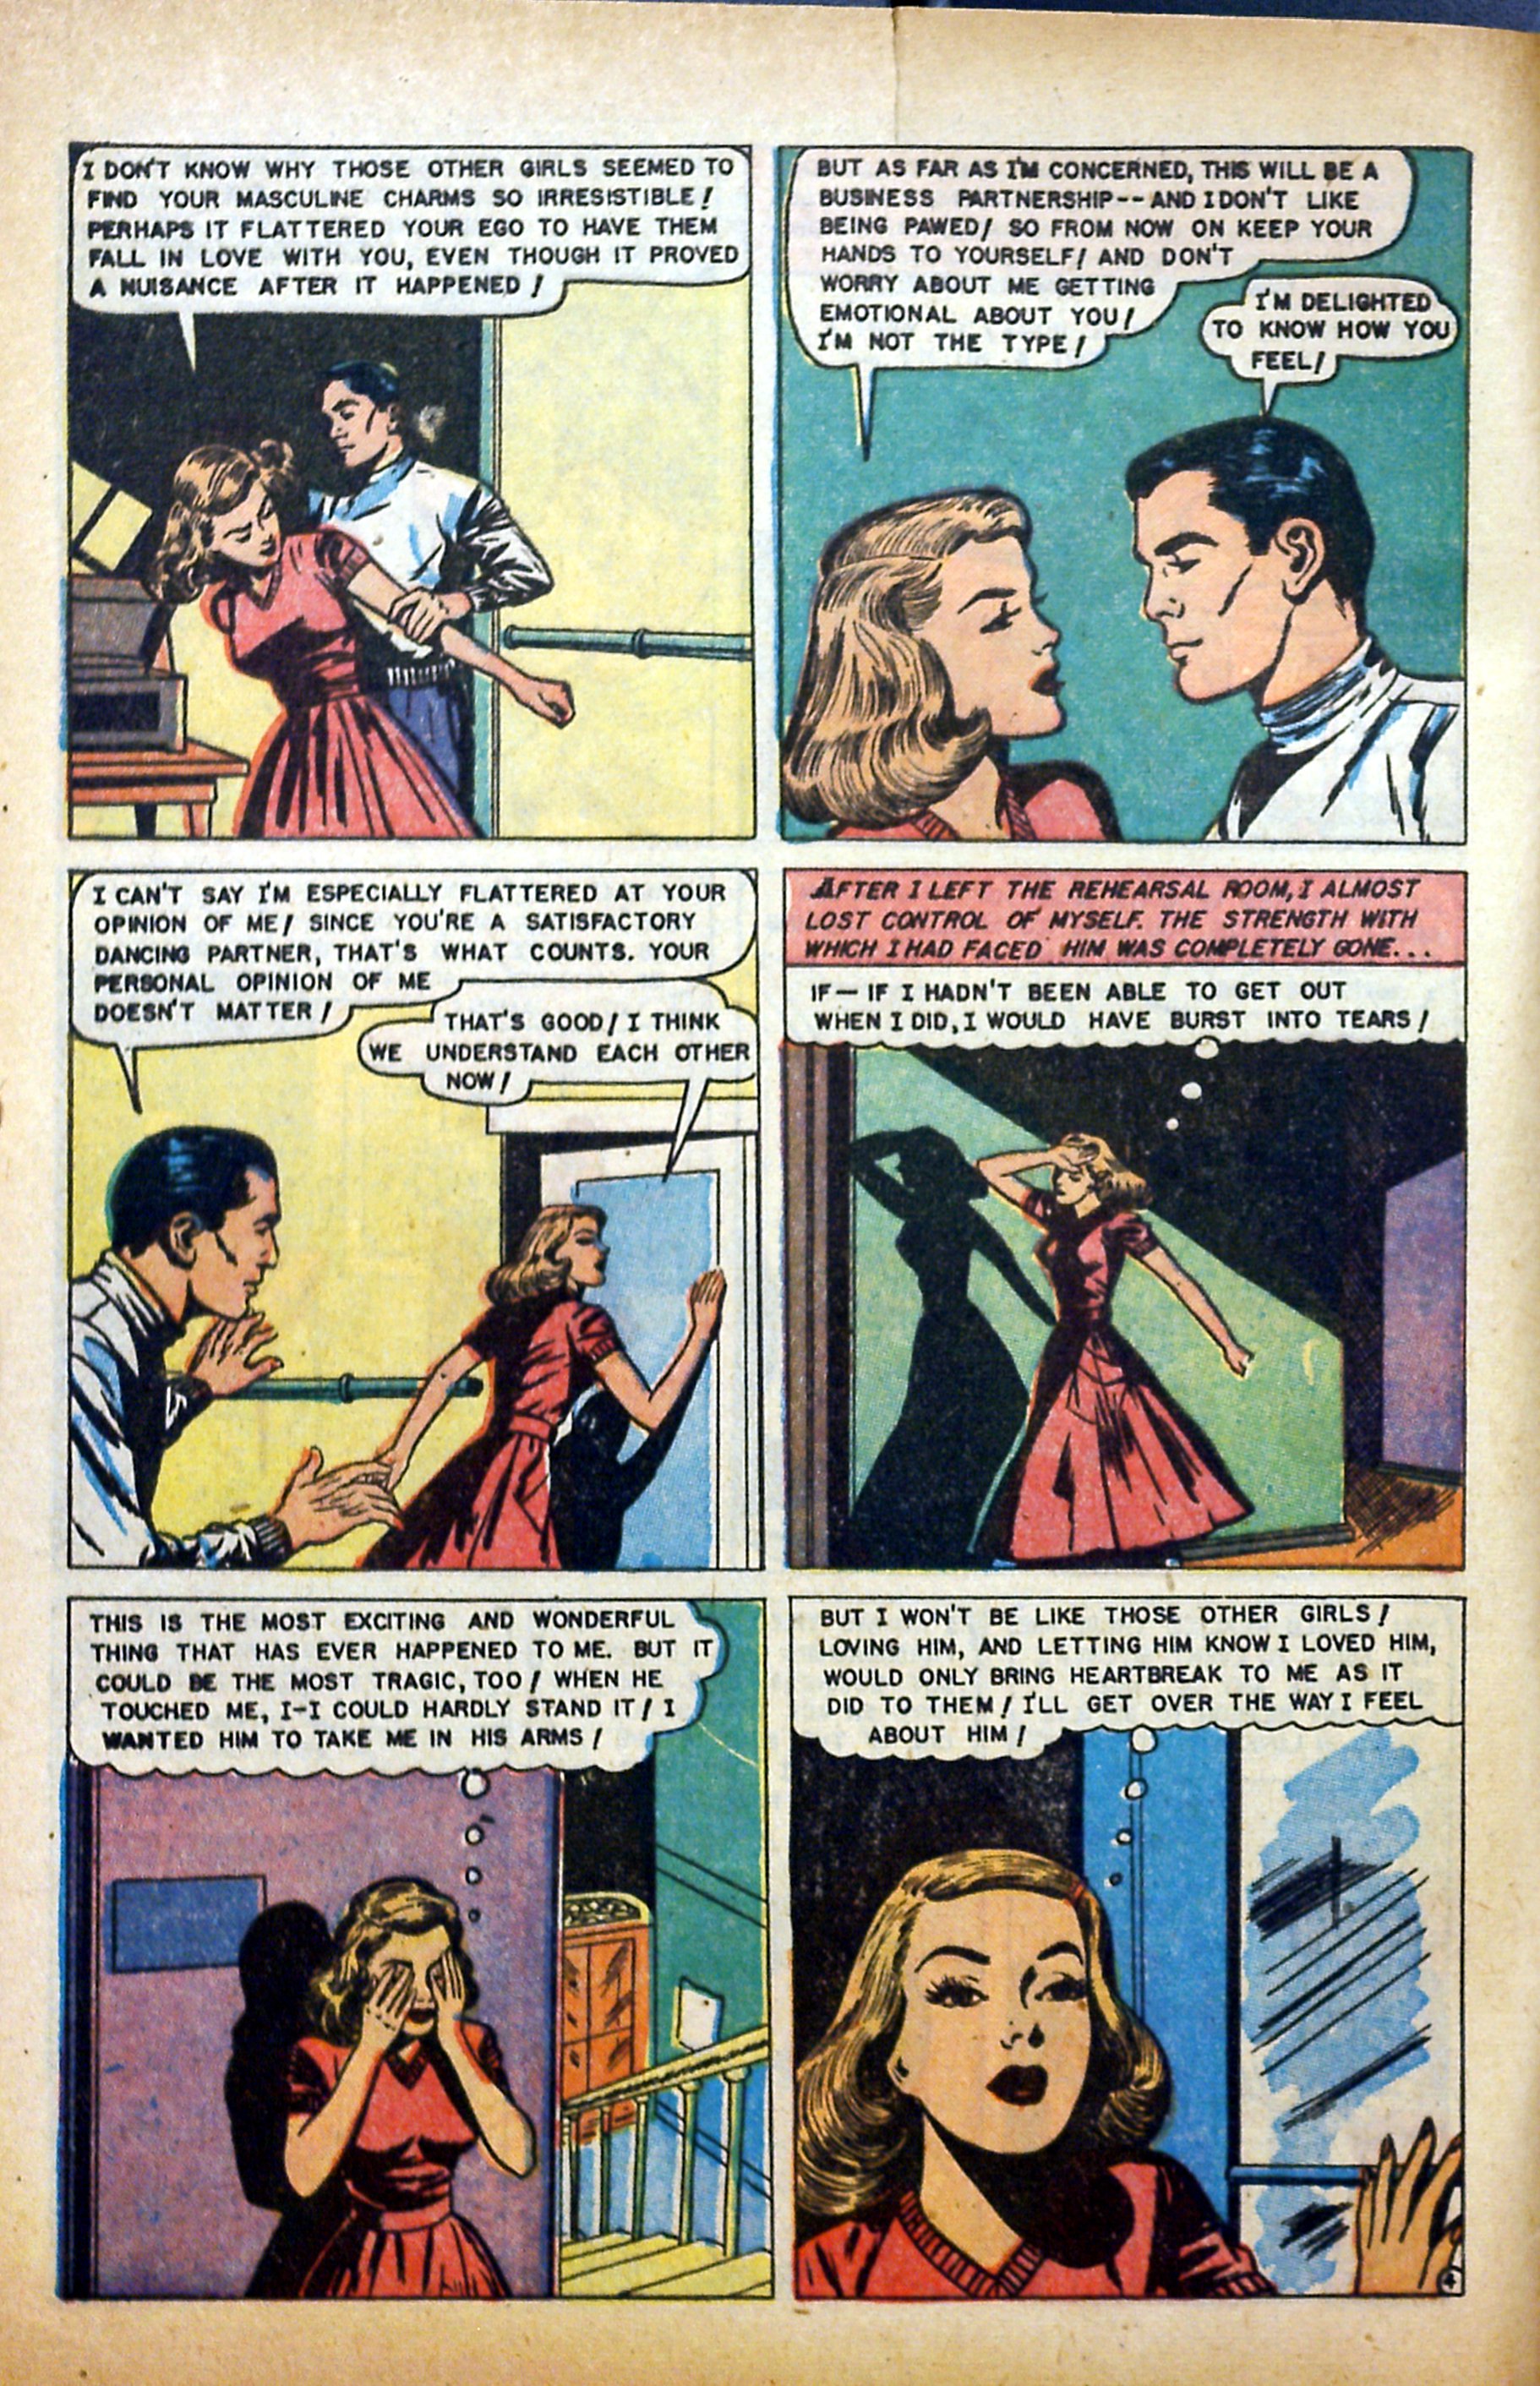 I DON'T KNOW WHY THOSE OTHER GIRLS SEEMED TO
FIND YOUR MASCULINE CHARMS SO IRRESISTIBLE!
PERHAPS IT FLATTERED YOUR EGO TO HAVE THEM
FALL IN LOVE WITH YOU, EVEN THOUGH IT PROVED
A NUISANCE AFTER IT HAPPENED!
BUT AS FAR AS I'M CONCERNED, THIS WILL BE A
BUSINESS PARTNERSHIP -- AND I DON'T LIKE
BEING PAWED! SO FROM NOW ON KEEP YOUR
HANDS TO YOURSELF! AND DON'T
WORRY ABOUT ME GETTING
EMOTIONAL ABOUT YOU!
I'M NOT THE TYPE!
I'M DELIGHTED
TO KNOW HOW YOU
FEEL!
I CAN'T SAY I'M ESPECIALLY FLATTERED AT YOUR
OPINION OF ME! SINCE YOU'RE A SATISFACTORY
DANCING PARTNER, THAT'S WHAT COUNTS. YOUR
PERSONAL OPINION OF ME
DOESN'T MATTER!
THAT'S GOOD! I THINK
WE UNDERSTAND EACH OTHER
NOW!
AFTER I LEFT THE REHEARSAL ROOM, I ALMOST
LOST CONTROL OF MYSELF. THE STRENGTH WITH
WHICH I HAD FACED HIM WAS COMPLETELY GONE...
IF — IF I HADN'T BEEN ABLE TO GET OUT
WHEN I DID, I WOULD HAVE BURST INTO TEARS!
THIS IS THE MOST EXCITING AND WONDERFUL
THING THAT HAS EVER HAPPENED TO ME. BUT IT
COULD BE THE MOST TRAGIC, TOO! WHEN HE
TOUCHED ME, I-I COULD HARDLY STAND IT! I
WANTED HIM TO TAKE ME IN HIS ARMS!
BUT I WON'T BE LIKE THOSE OTHER GIRLS!
LOVING HIM, AND LETTING HIM KNOW I LOVED HIM,
WOULD ONLY BRING HEARTBREAK TO ME AS IT
DID TO THEM! I'LL GET OVER THE WAY I FEEL
ABOUT HIM!
4